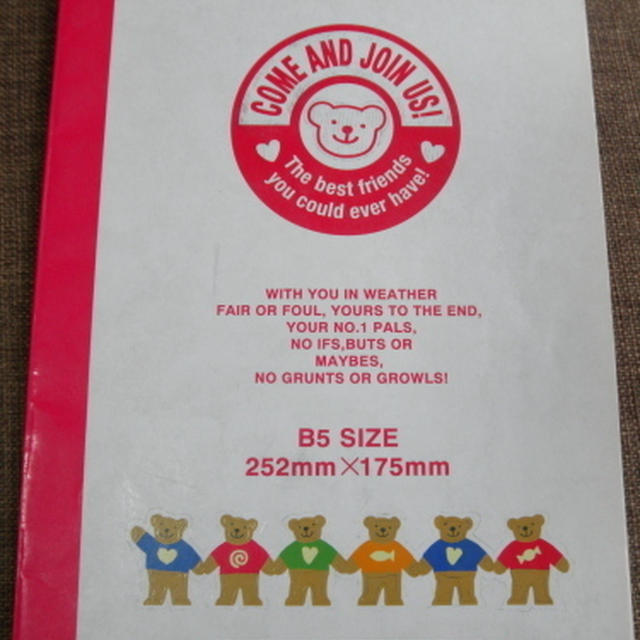 COME AND JOIN US!
The best friends
you could ever have!
WITH YOU IN WEATHER
FAIR OR FOUL, YOURS TO THE END,
YOUR NO.1 PALS,
NO IFS,BUTS OR
MAYBES,
NO GRUNTS OR GROWLS!
B5 SIZE
252mm×175mm